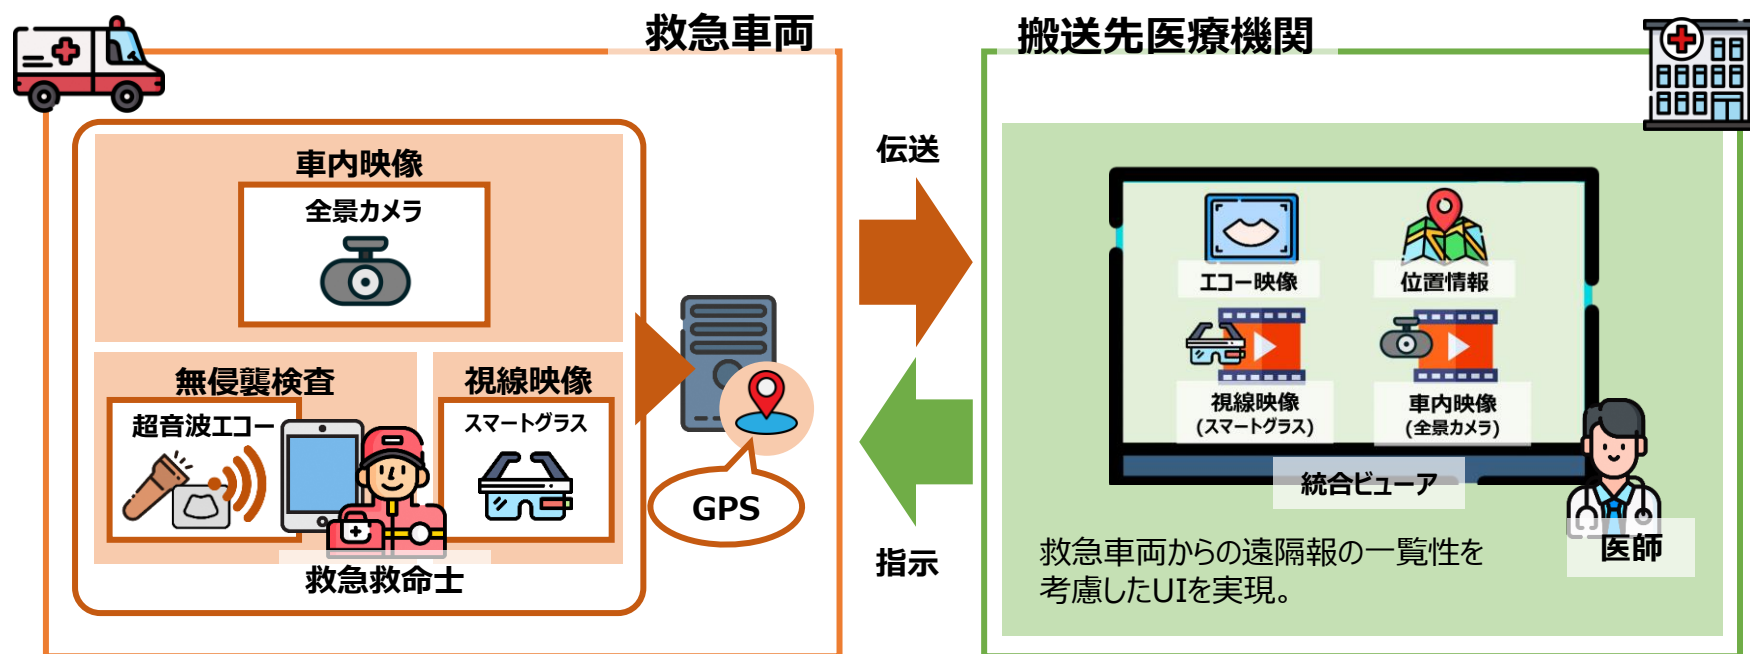 救急車両
車内映像
全景カメラ
無侵襲検査
超音波エコー
視線映像
スマートグラス
救急救命士
GPS
伝送
指示
搬送先医療機関
エコー映像
位置情報
視線映像
(スマートグラス)
車内映像
(全景カメラ)
統合ビューア
医師
救急車両からの遠隔報の一覧性を
考慮したUIを実現。